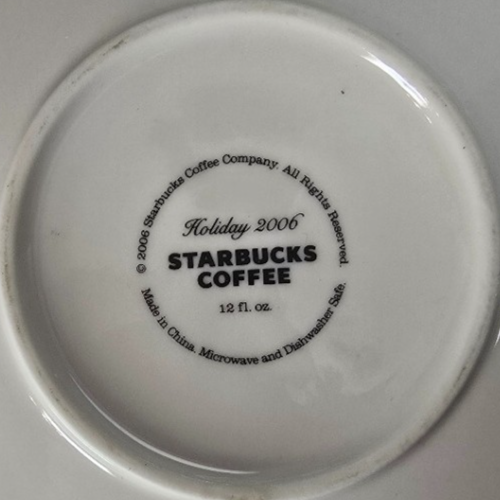 © 2006 Starbucks Coffee Company. All Rights Reserved.
Holiday 2006
STARBUCKS
COFFEE
12 fl. oz.
Made in China. Microwave and Dishwasher Safe.